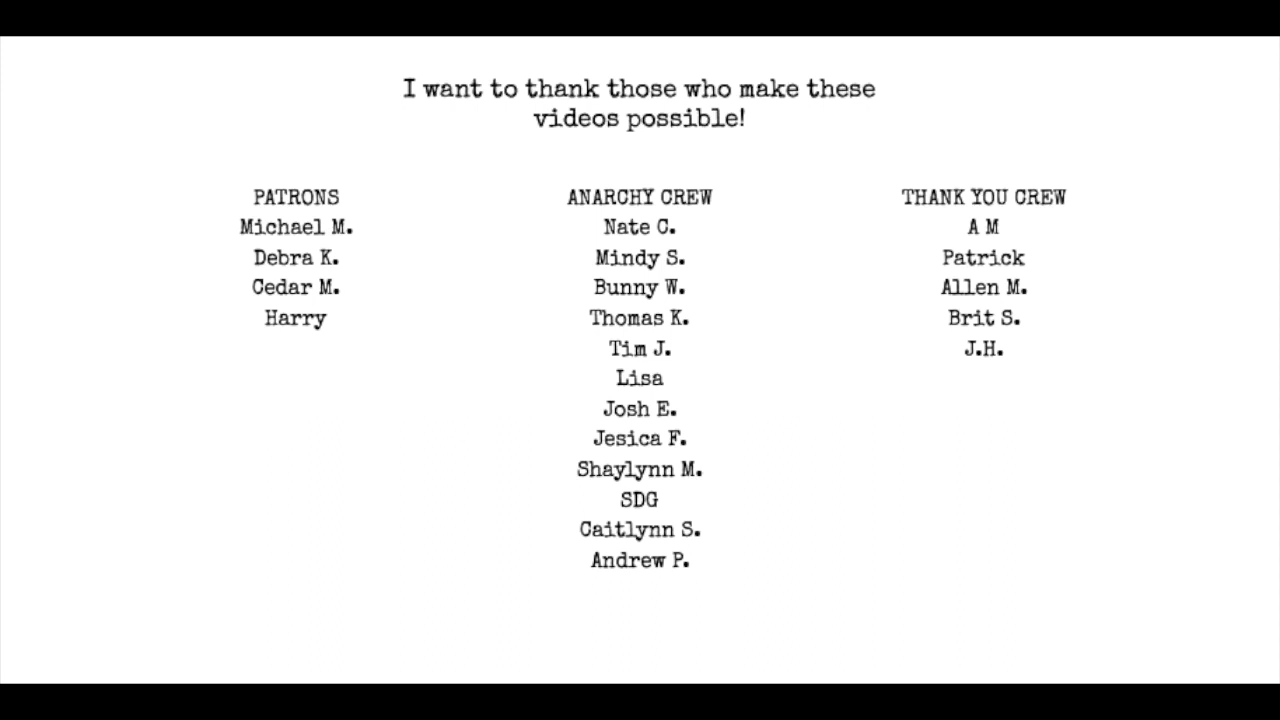 I want to thank those who make these
videos possible!
PATRONS
Michael M.
Debra K.
Cedar M.
Harry
ANARCHY CREW
Nate C.
Mindy S.
Bunny W.
Thomas K.
Tim J.
Lisa
Josh E.
Jesica F.
Shaylynn M.
SDG
Caitlynn S.
Andrew P.
THANK YOU CREW
A M
Patrick
Allen M.
Brit S.
J.H.